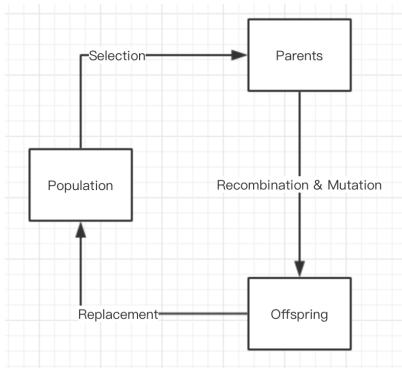 Selection
Parents
Population
Recombination & Mutation
Replacement
Offspring